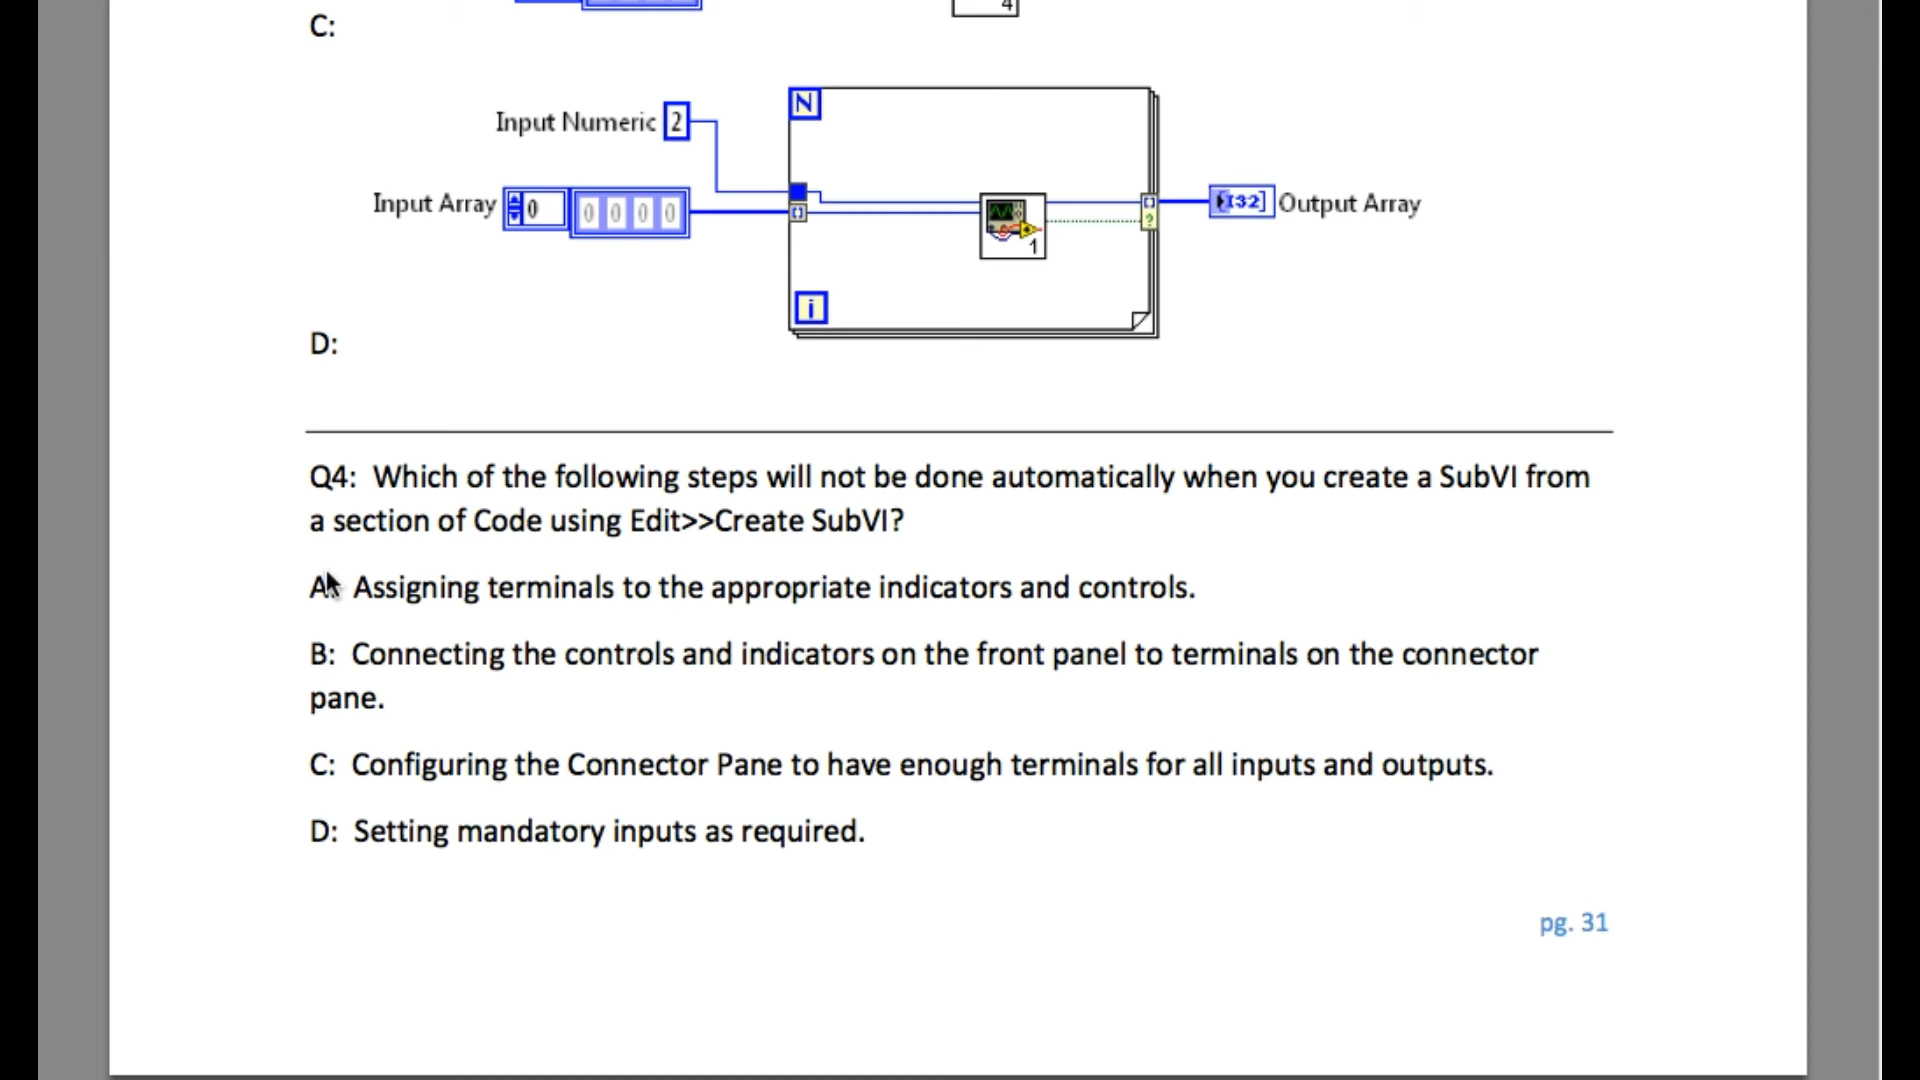 4
C:
N
Input Numeric 2
Input Array 0 0 0 0 0
[I32] Output Array
?
1
i
D:
Q4: Which of the following steps will not be done automatically when you create a SubVI from
a section of Code using Edit>>Create SubVI?
A: Assigning terminals to the appropriate indicators and controls.
B: Connecting the controls and indicators on the front panel to terminals on the connector
pane.
C: Configuring the Connector Pane to have enough terminals for all inputs and outputs.
D: Setting mandatory inputs as required.
pg. 31